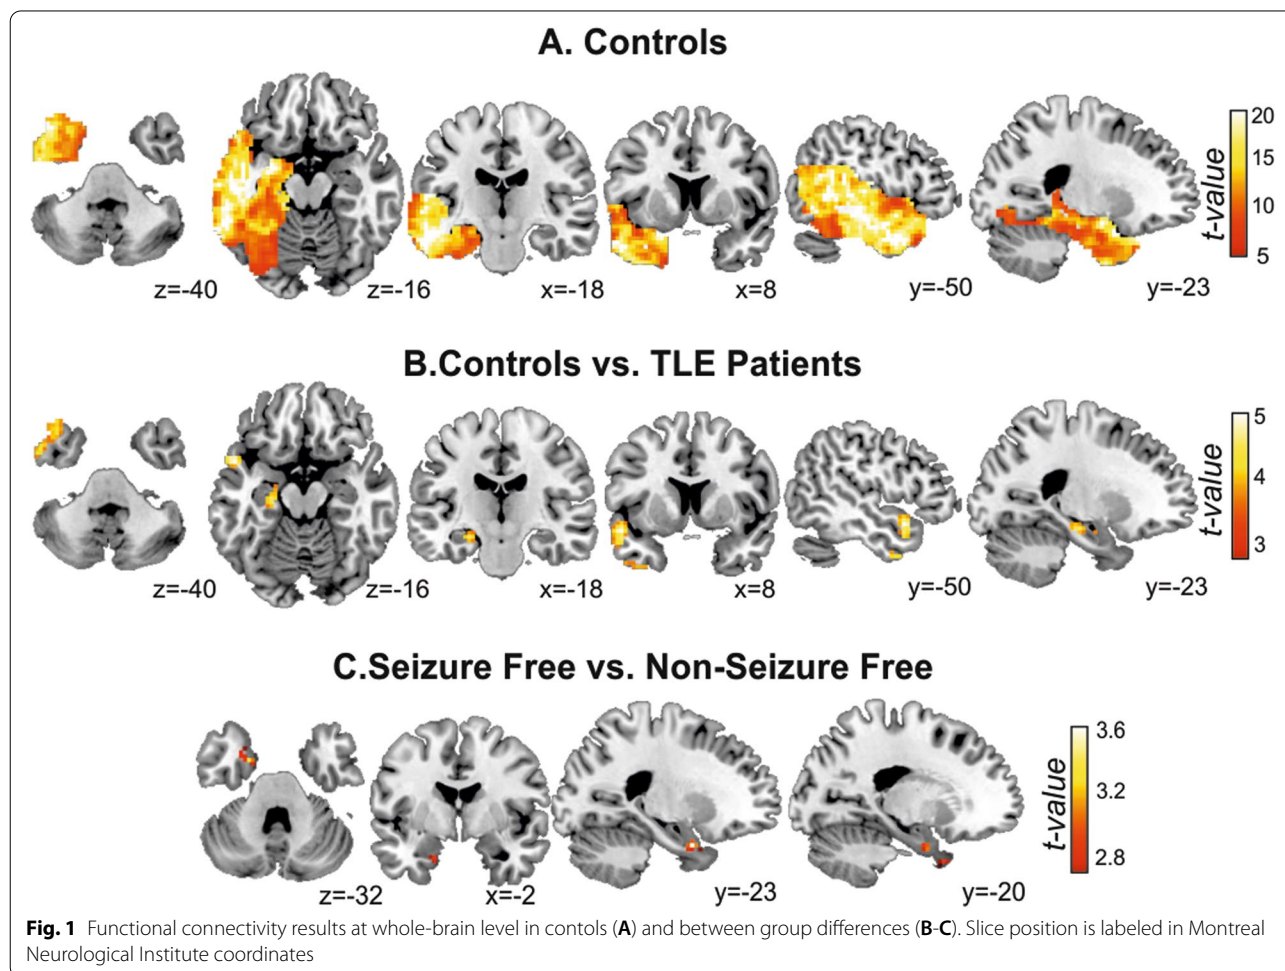 A. Controls
20
15
10
5
t-value
z=-40
z=-16
x=-18
x=8
y=-50
y=-23
B.Controls vs. TLE Patients
5
4
3
t-value
z=-40
z=-16
x=-18
x=8
y=-50
y=-23
C.Seizure Free vs. Non-Seizure Free
3.6
3.2
2.8
t-value
z=-32
x=-2
y=-23
y=-20
Fig. 1 Functional connectivity results at whole-brain level in contols (A) and between group differences (B-C). Slice position is labeled in Montreal
Neurological Institute coordinates